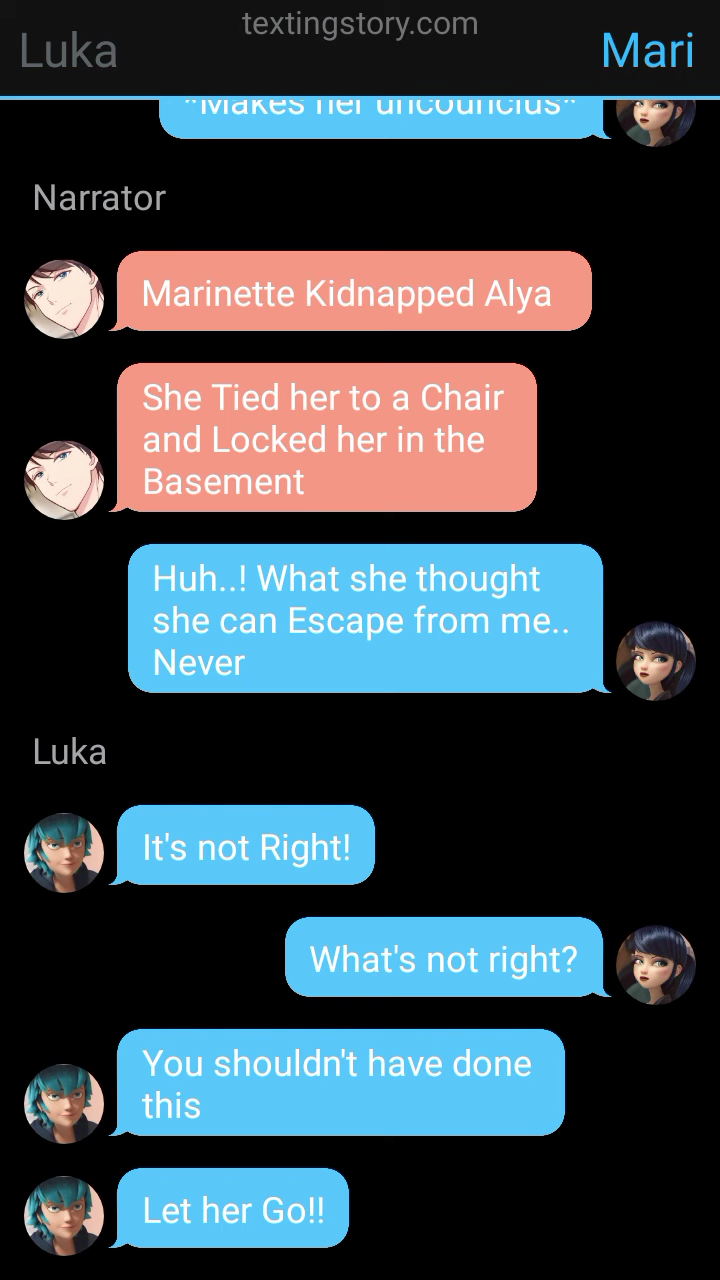 textingstory.com
Luka
Mari
*Makes her uncouncius*
Narrator
Marinette Kidnapped Alya
She Tied her to a Chair
and Locked her in the
Basement
Huh..! What she thought
she can Escape from me..
Never
Luka
It's not Right!
What's not right?
You shouldn't have done
this
Let her Go!!